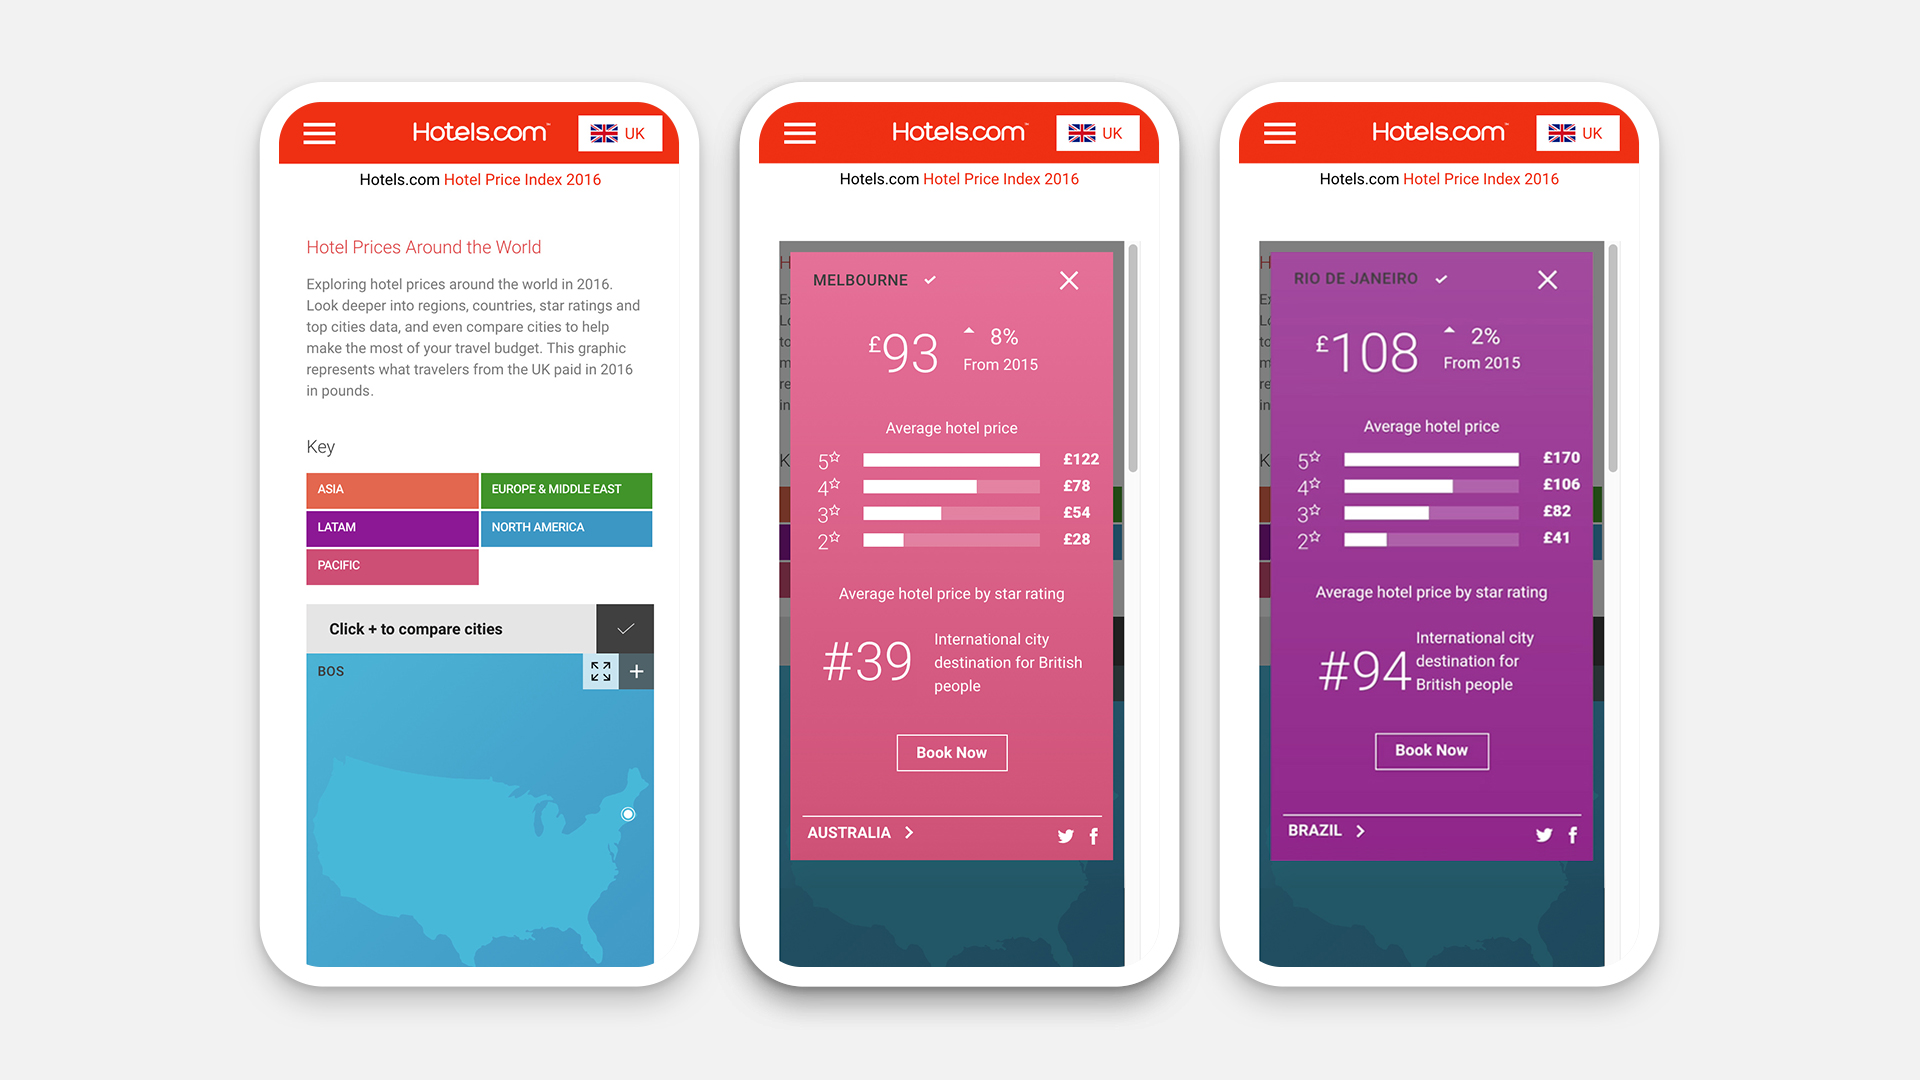 Hotels.com™
UK
Hotels.com Hotel Price Index 2016
Hotel Prices Around the World
Exploring hotel prices around the world in 2016.
Look deeper into regions, countries, star ratings and
top cities data, and even compare cities to help
make the most of your travel budget. This graphic
represents what travelers from the UK paid in 2016
in pounds.
Key
ASIA
EUROPE & MIDDLE EAST
LATAM
NORTH AMERICA
PACIFIC
Click + to compare cities
BOS
Hotels.com™
UK
Hotels.com Hotel Price Index 2016
MELBOURNE
£93
8%
From 2015
Average hotel price
5 £122
4 £78
3 £54
2 £28
Average hotel price by star rating
#39
International city
destination for British
people
Book Now
AUSTRALIA
Hotels.com™
UK
Hotels.com Hotel Price Index 2016
RIO DE JANEIRO
£108
2%
From 2015
Average hotel price
5 £170
4 £106
3 £82
2 £41
Average hotel price by star rating
#94
International city
destination for
British people
Book Now
BRAZIL